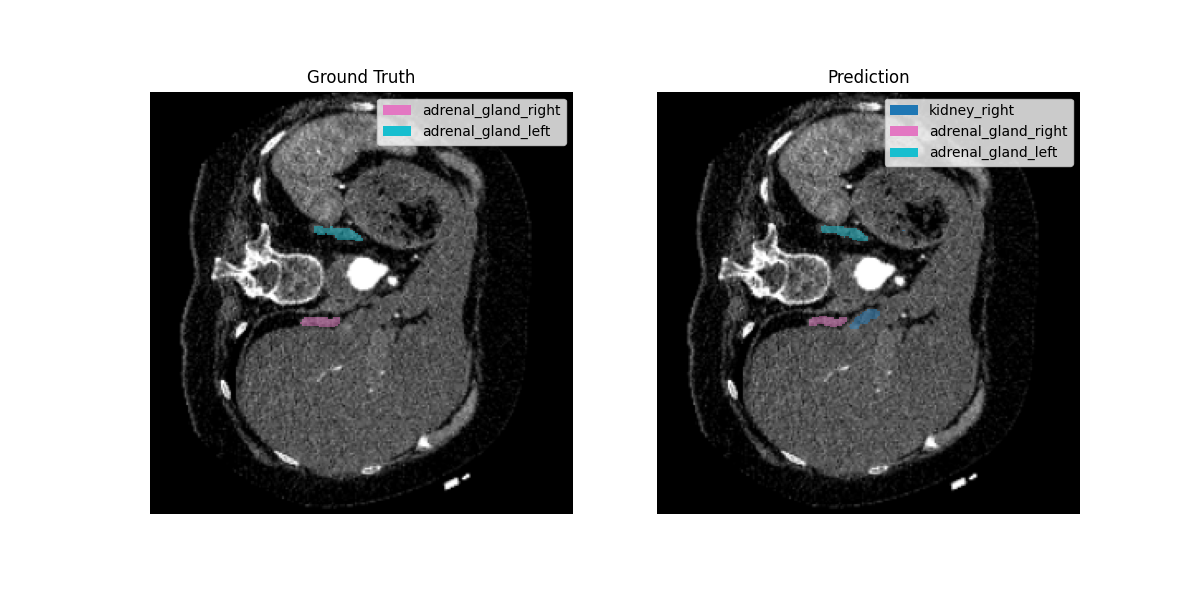 Ground Truth
adrenal_gland_right
adrenal_gland_left
Prediction
kidney_right
adrenal_gland_right
adrenal_gland_left